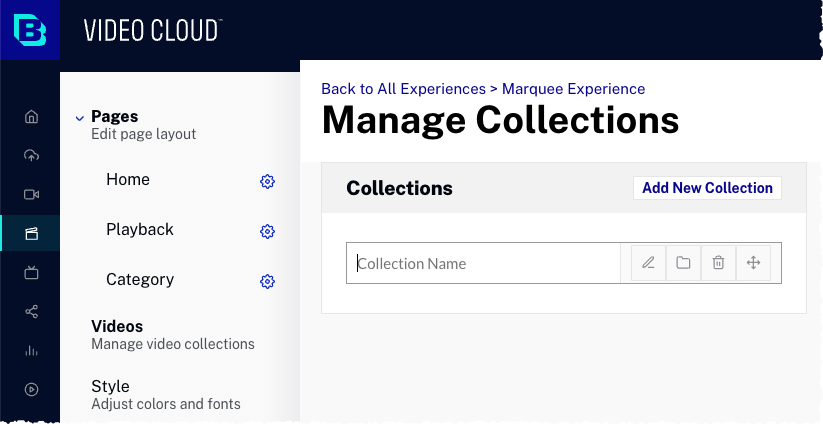 VIDEO CLOUD™
Pages
Edit page layout
Home
Playback
Category
Videos
Manage video collections
Style
Adjust colors and fonts
Back to All Experiences > Marquee Experience
Manage Collections
Collections
Add New Collection
Collection Name